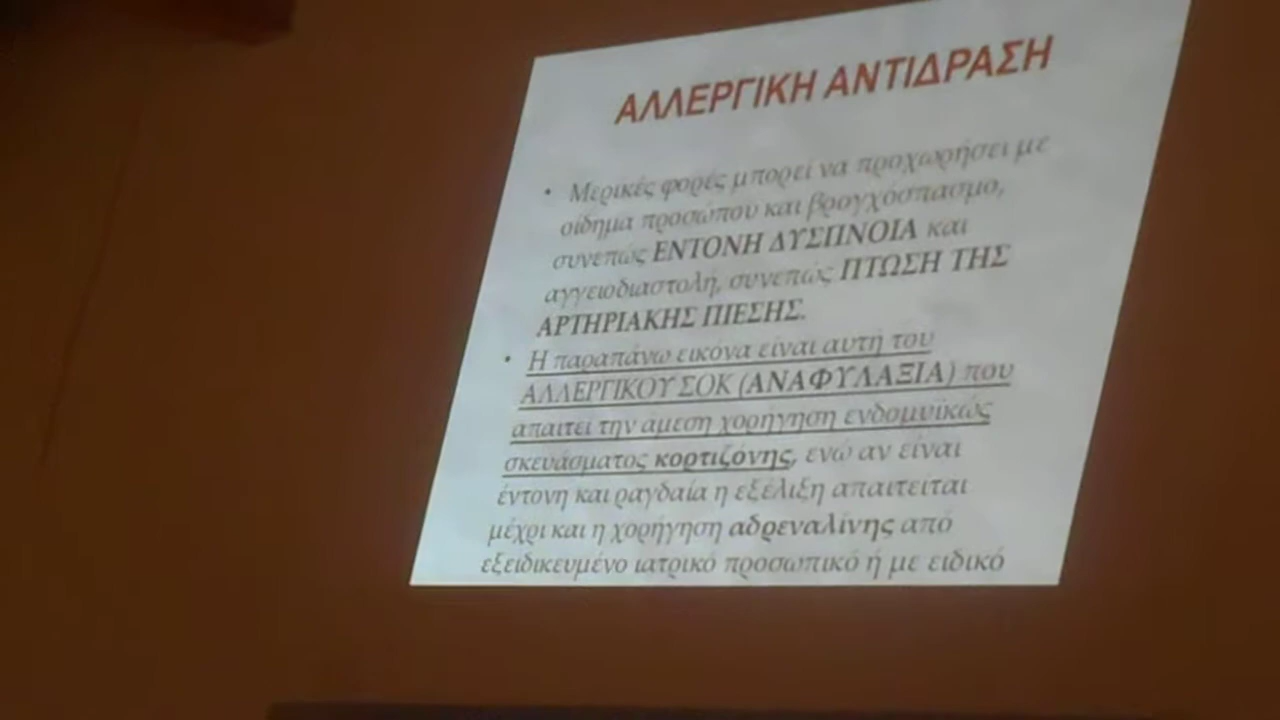 ΑΛΛΕΡΓΙΚΗ ΑΝΤΙΔΡΑΣΗ
• Μερικές φορές μπορεί να προχωρήσει με
οίδημα προσώπου και βρογχόσπασμο,
συνεπώς ΕΝΤΟΝΗ ΔΥΣΠΝΟΙΑ και
αγγειοδιαστολή, συνεπώς ΠΤΩΣΗ ΤΗΣ
ΑΡΤΗΡΙΑΚΗΣ ΠΙΕΣΗΣ.
• Η παραπάνω εικόνα είναι αυτή του
ΑΛΛΕΡΓΙΚΟΥ ΣΟΚ (ΑΝΑΦΥΛΑΞΙΑ) που
απαιτεί την άμεση χορήγηση ενδομυϊκώς
σκευάσματος κορτιζόνης, ενώ αν είναι
έντονη και ραγδαία η εξέλιξη απαιτείται
μέχρι και η χορήγηση αδρεναλίνης από
εξειδικευμένο ιατρικό προσωπικό ή με ειδικό